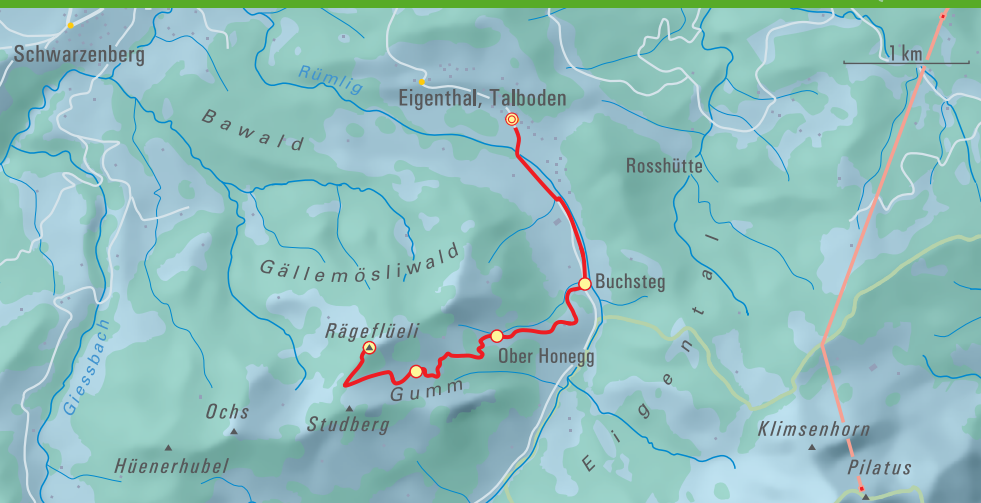 Schwarzenberg
1 km
Rümlig
Eigenthal, Talboden
Bawald
Rosshütte
Gällemösliwald
Buchsteg
Rägeflüeli
Ober Honegg
Giessbach
Gumm
Eigental
Ochs
Studberg
Klimsenhorn
Hüenerhubel
Pilatus